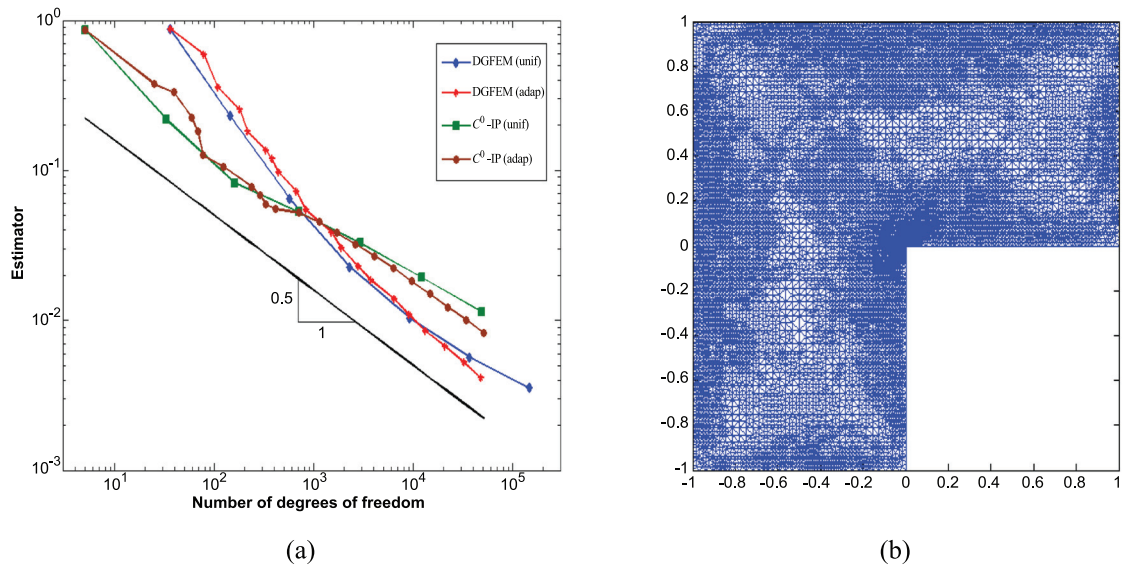 10^0
10^-1
10^-2
10^-3
Estimator
10^1 10^2 10^3 10^4 10^5
Number of degrees of freedom
DGFEM (unif)
DGFEM (adap)
C^0 -IP (unif)
C^0 -IP (adap)
0.5
1
(a)
1
0.8
0.6
0.4
0.2
0
-0.2
-0.4
-0.6
-0.8
-1
-1 -0.8 -0.6 -0.4 -0.2 0 0.2 0.4 0.6 0.8 1
(b)